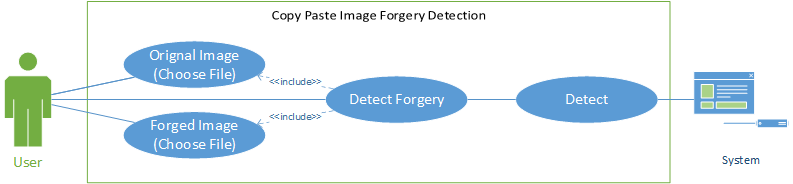 Copy Paste Image Forgery Detection
Orignal Image
(Choose File)
<<include>>
Detect Forgery
Detect
<<include>>
Forged Image
(Choose File)
User
System